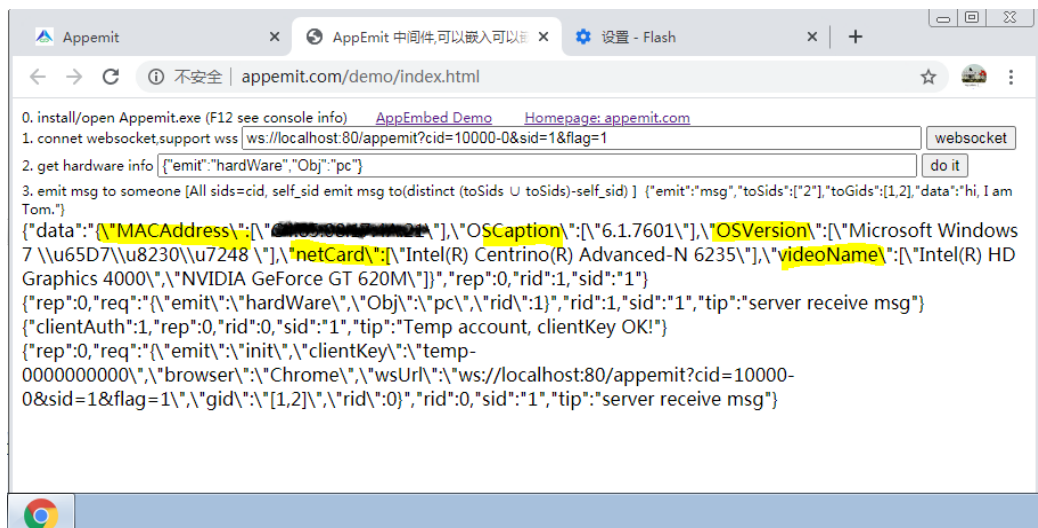 Appemit
AppEmit 中间件,可以嵌入可以
设置 - Flash
不安全 | appemit.com/demo/index.html
0. install/open Appemit.exe (F12 see console info) AppEmbed Demo Homepage: appemit.com
1. connet websocket,support wss ws://localhost:80/appemit?cid=10000-0&sid=1&flag=1 websocket
2. get hardware info {"emit":"hardWare","Obj":"pc"} do it
3. emit msg to someone [All sids=cid, self_sid emit msg to(distinct (toSids ∪ toSids)-self_sid) ] {"emit":"msg","toSids":["2"],"toGids":[1,2],"data":"hi, I am
Tom."}
{"data":"{\"MACAddress\":[\"\"],\"OSCaption\":[\"6.1.7601\"],\"OSVersion\":[\"Microsoft Windows
7 \\u65D7\\u8230\\u7248 \"],\"netCard\":[\"Intel(R) Centrino(R) Advanced-N 6235\"],\"videoName\":[\"Intel(R) HD
Graphics 4000\",\"NVIDIA GeForce GT 620M\"]}","rep":0,"rid":1,"sid":"1"}
{"rep":0,"req":"{\"emit\":\"hardWare\",\"Obj\":\"pc\",\"rid\":1}","rid":1,"sid":"1","tip":"server receive msg"}
{"clientAuth":1,"rep":0,"rid":0,"sid":"1","tip":"Temp account, clientKey OK!"}
{"rep":0,"req":"{\"emit\":\"init\",\"clientKey\":\"temp-
0000000000\",\"browser\":\"Chrome\",\"wsUrl\":\"ws://localhost:80/appemit?cid=10000-
0&sid=1&flag=1\",\"gid\":\"[1,2]\",\"rid\":0}","rid":0,"sid":"1","tip":"server receive msg"}